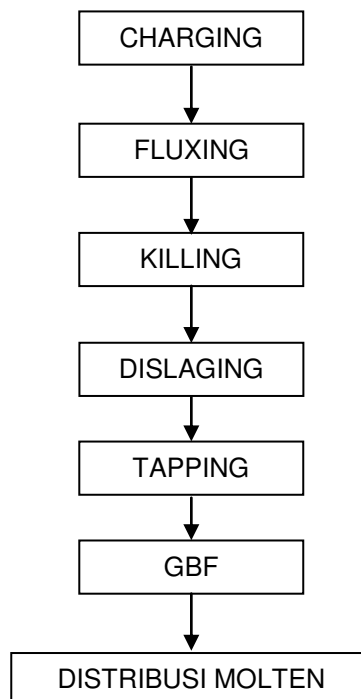 CHARGING
FLUXING
KILLING
DISLAGING
TAPPING
GBF
DISTRIBUSI MOLTEN